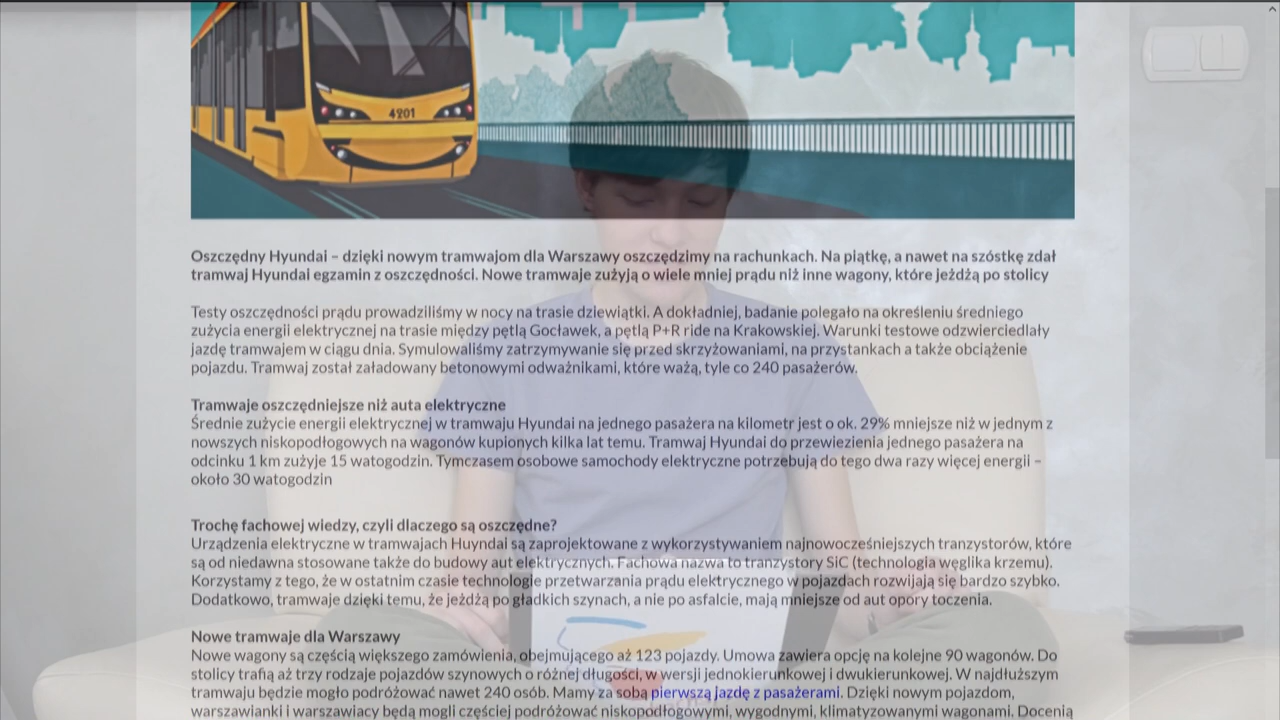 4201
Oszczędny Hyundai – dzięki nowym tramwajom dla Warszawy oszczędzimy na rachunkach. Na piątkę, a nawet na szóstkę zdał
tramwaj Hyundai egzamin z oszczędności. Nowe tramwaje zużyją o wiele mniej prądu niż inne wagony, które jeżdżą po stolicy
Testy oszczędności prądu prowadziliśmy w nocy na trasie dziewiątki. A dokładniej, badanie polegało na określeniu średniego
zużycia energii elektrycznej na trasie między pętlą Gocławek, a pętlą P+R ride na Krakowskiej. Warunki testowe odzwierciedlały
jazdę tramwajem w ciągu dnia. Symulowaliśmy zatrzymywanie się przed skrzyżowaniami, na przystankach a także obciążenie
pojazdu. Tramwaj został załadowany betonowymi odważnikami, które ważą, tyle co 240 pasażerów.
Tramwaje oszczędniejsze niż auta elektryczne
Średnie zużycie energii elektrycznej w tramwaju Hyundai na jednego pasażera na kilometr jest o ok. 29% mniejsze niż w jednym z
nowszych niskopodłogowych na wagonów kupionych kilka lat temu. Tramwaj Hyundai do przewiezienia jednego pasażera na
odcinku 1 km zużyje 15 watogodzin. Tymczasem osobowe samochody elektryczne potrzebują do tego dwa razy więcej energii –
około 30 watogodzin
Trochę fachowej wiedzy, czyli dlaczego są oszczędne?
Urządzenia elektryczne w tramwajach Huyndai są zaprojektowane z wykorzystywaniem najnowocześniejszych tranzystorów, które
są od niedawna stosowane także do budowy aut elektrycznych. Fachowa nazwa to tranzystory SiC (technologia węglika krzemu).
Korzystamy z tego, że w ostatnim czasie technologie przetwarzania prądu elektrycznego w pojazdach rozwijają się bardzo szybko.
Dodatkowo, tramwaje dzięki temu, że jeżdżą po gładkich szynach, a nie po asfalcie, mają mniejsze od aut opory toczenia.
Nowe tramwaje dla Warszawy
Nowe wagony są częścią większego zamówienia, obejmującego aż 123 pojazdy. Umowa zawiera opcję na kolejne 90 wagonów. Do
stolicy trafią aż trzy rodzaje pojazdów szynowych o różnej długości, w wersji jednokierunkowej i dwukierunkowej. W najdłuższym
tramwaju będzie mogło podróżować nawet 240 osób. Mamy za sobą pierwszą jazdę z pasażerami. Dzięki nowym pojazdom,
warszawianki i warszawiacy będą mogli częściej podróżować niskopodłogowymi, wygodnymi, klimatyzowanymi wagonami. Docenią